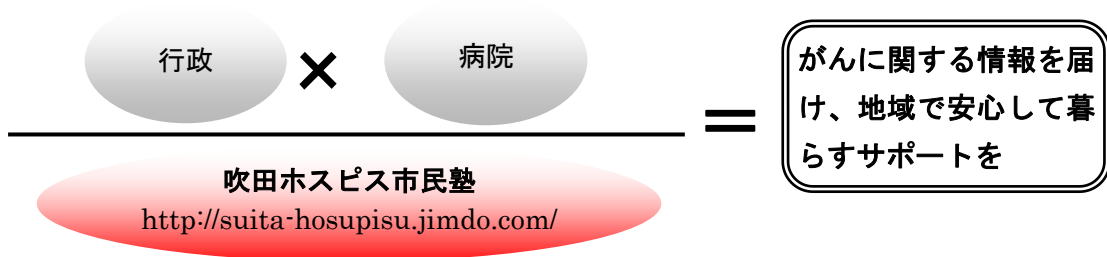 行政
×
病院
=
がんに関する情報を届
け、地域で安心して暮
らすサポートを
吹田ホスピス市民塾
http://suita-hosupisu.jimdo.com/